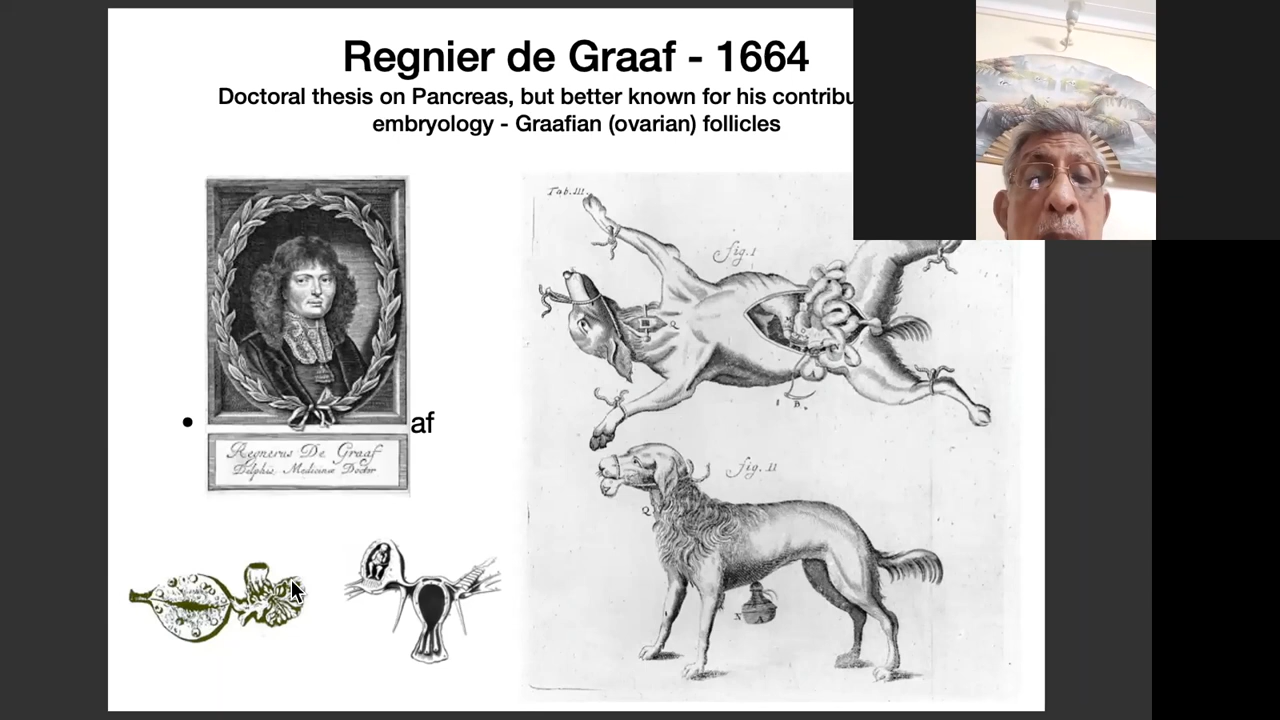 Regnier de Graaf - 1664
Doctoral thesis on Pancreas, but better known for his contribu
embryology - Graafian (ovarian) follicles
Tab. III.
fig. I
• af
Regnerus De Graaf
Delphis Medicinæ Doctor
fig. II
Q
N